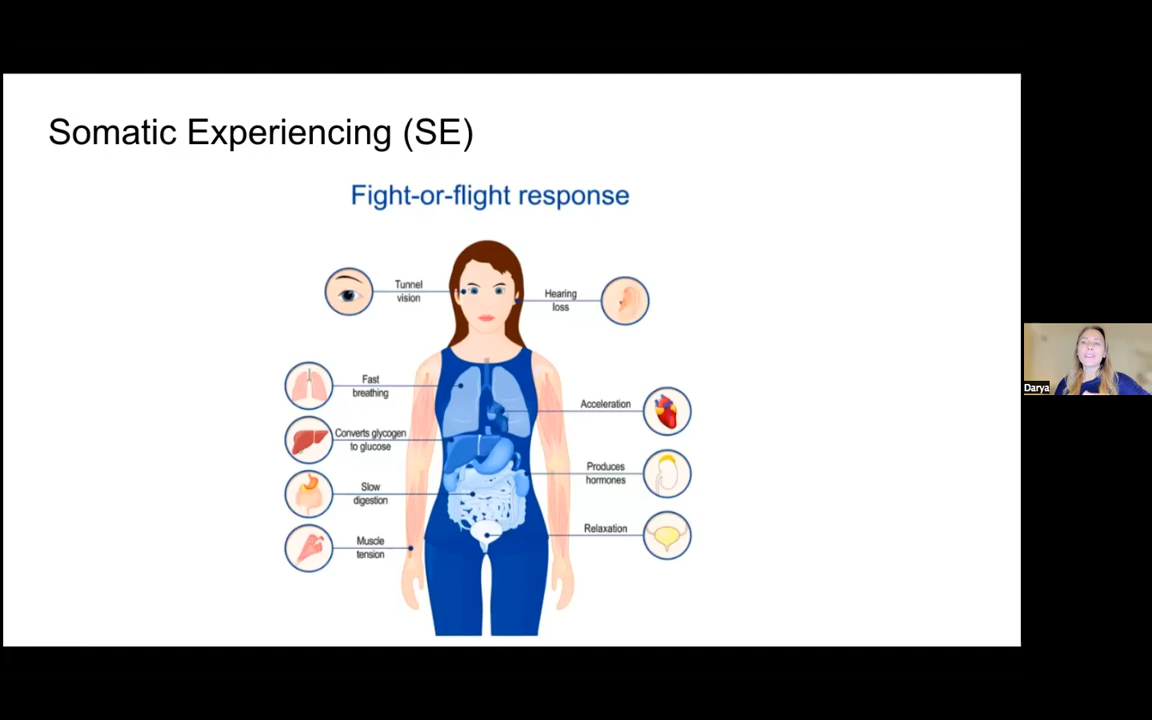 Somatic Experiencing (SE)
Fight-or-flight response
Tunnel
vision
Hearing
loss
Fast
breathing
Acceleration
Converts glycogen
to glucose
Produces
hormones
Slow
digestion
Relaxation
Muscle
tension
Darya